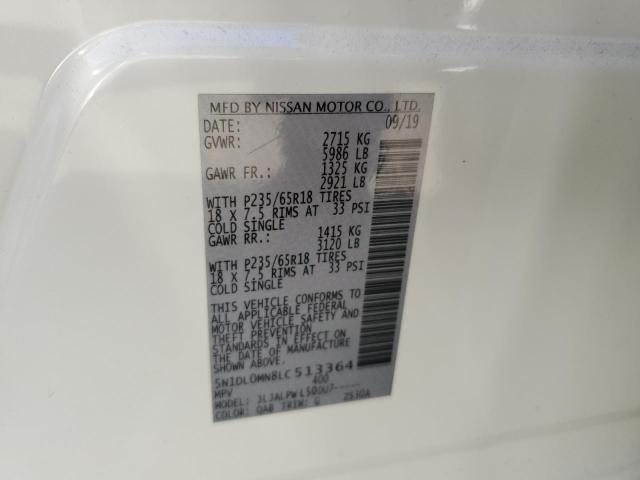 MFD BY NISSAN MOTOR CO., LTD.
DATE: 09/19
GVWR: 2715 KG
5986 LB
GAWR FR.: 1325 KG
2921 LB
WITH P235/65R18 TIRES
18 X 7.5 RIMS AT 33 PSI
COLD SINGLE
GAWR RR.: 1415 KG
3120 LB
WITH P235/65R18 TIRES
18 X 7.5 RIMS AT 33 PSI
COLD SINGLE
THIS VEHICLE CONFORMS TO
ALL APPLICABLE FEDERAL
MOTOR VEHICLE SAFETY AND
THEFT PREVENTION
STANDARDS IN EFFECT ON
THE DATE OF MANUFACTURE
SHOWN ABOVE.
5N1DL0MN8LC513364
MPV 400
MODEL:
COLOR: QAB TRIM: G 2530A